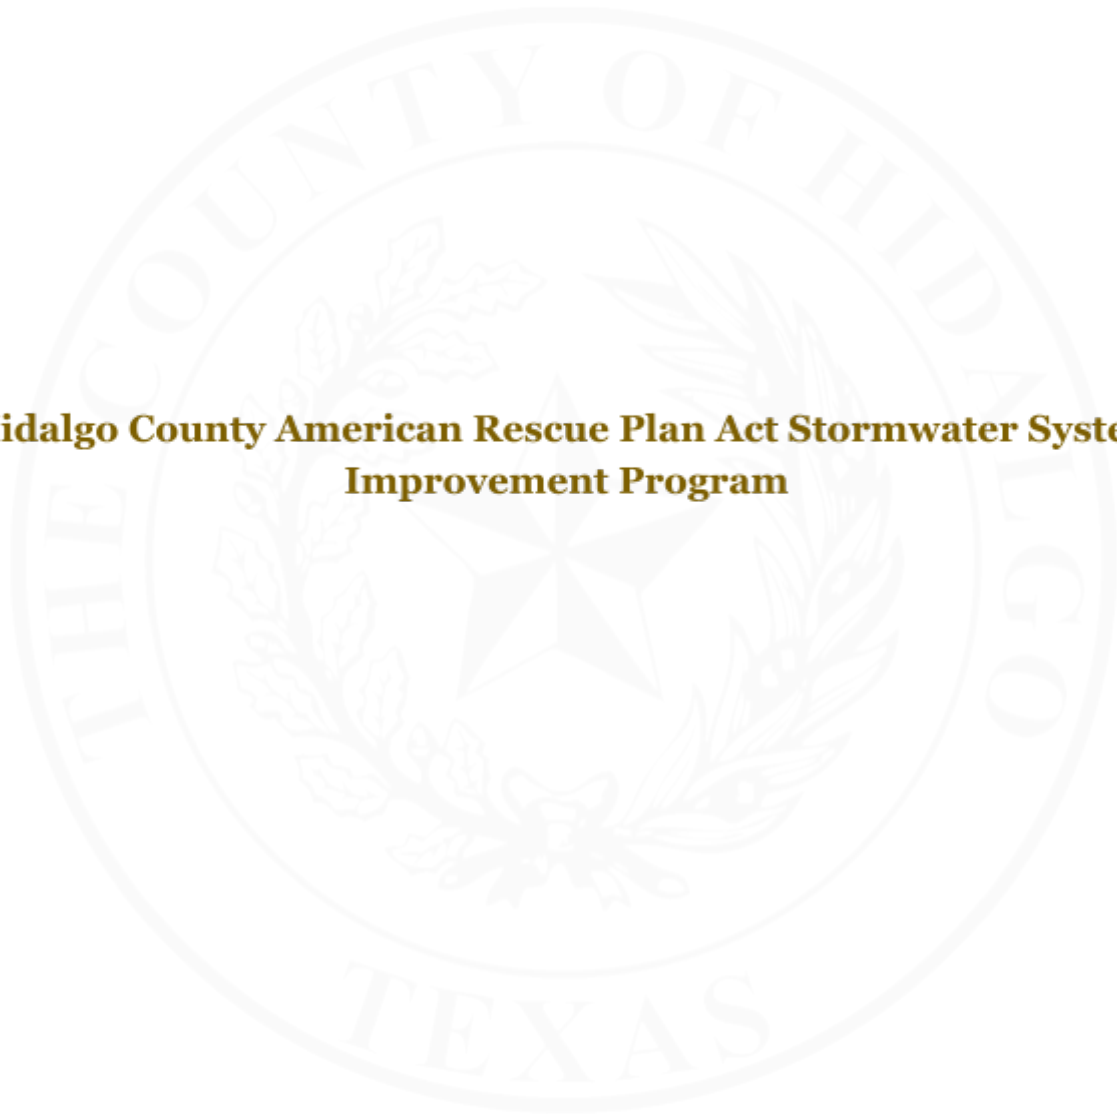 THE COUNTY OF HIDALGO
idalgo County American Rescue Plan Act Stormwater Syste
Improvement Program
TEXAS